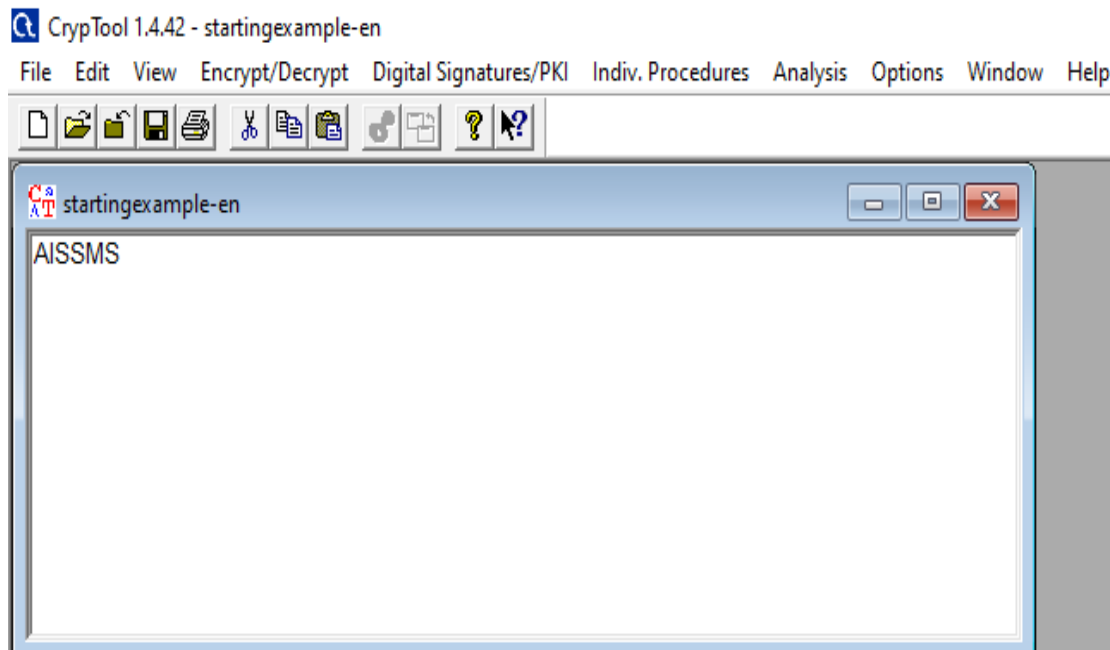 CrypTool 1.4.42 - startingexample-en
File Edit View Encrypt/Decrypt Digital Signatures/PKI Indiv. Procedures Analysis Options Window Help
startingexample-en
AISSMS